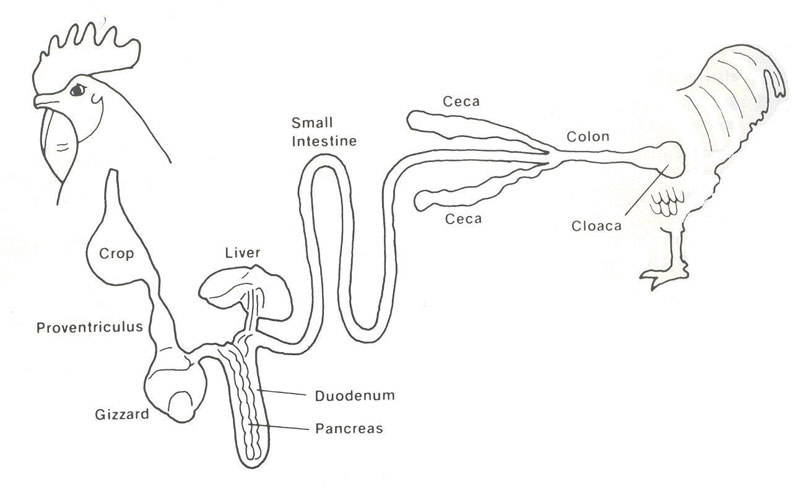 Ceca
Small
Intestine
Colon
Ceca
Cloaca
Crop
Liver
Proventriculus
Duodenum
Gizzard
Pancreas